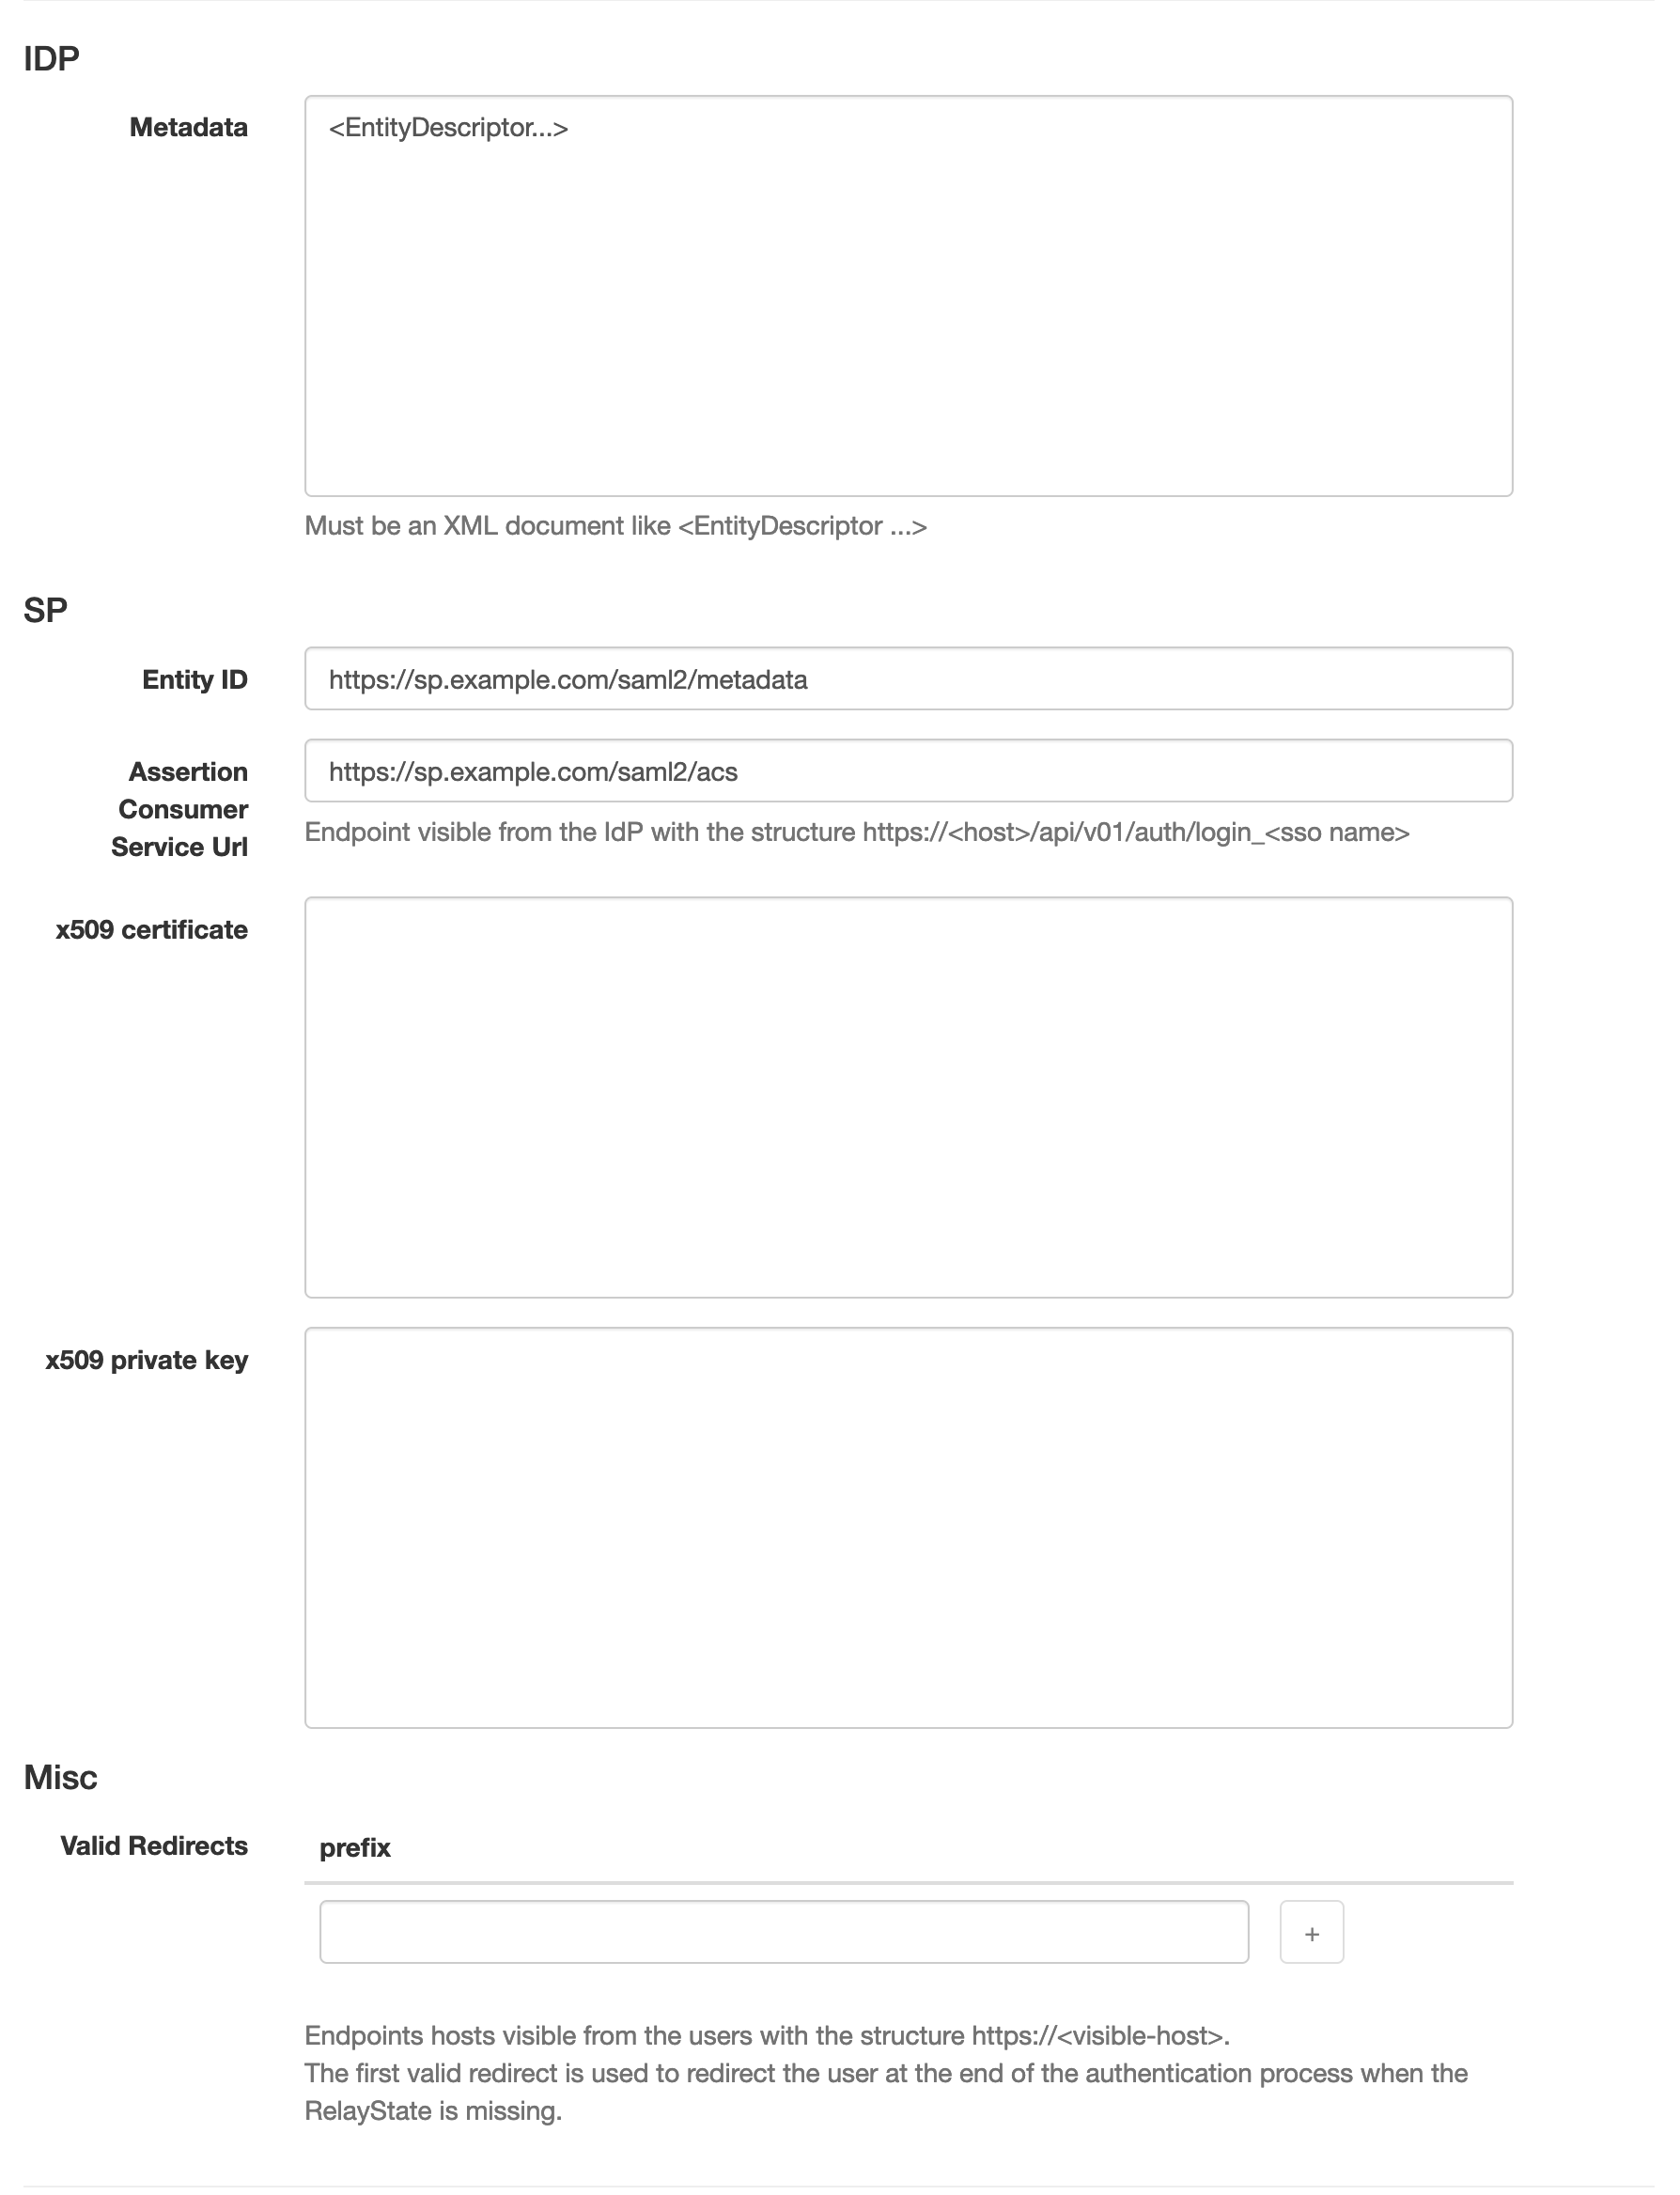 IDP
Metadata
<EntityDescriptor...>
Must be an XML document like <EntityDescriptor ...>
SP
Entity ID
https://sp.example.com/saml2/metadata
Assertion
Consumer
Service Url
https://sp.example.com/saml2/acs
Endpoint visible from the IdP with the structure https://<host>/api/v01/auth/login_<sso name>
x509 certificate
x509 private key
Misc
Valid Redirects
prefix
+
Endpoints hosts visible from the users with the structure https://<visible-host>.
The first valid redirect is used to redirect the user at the end of the authentication process when the
RelayState is missing.